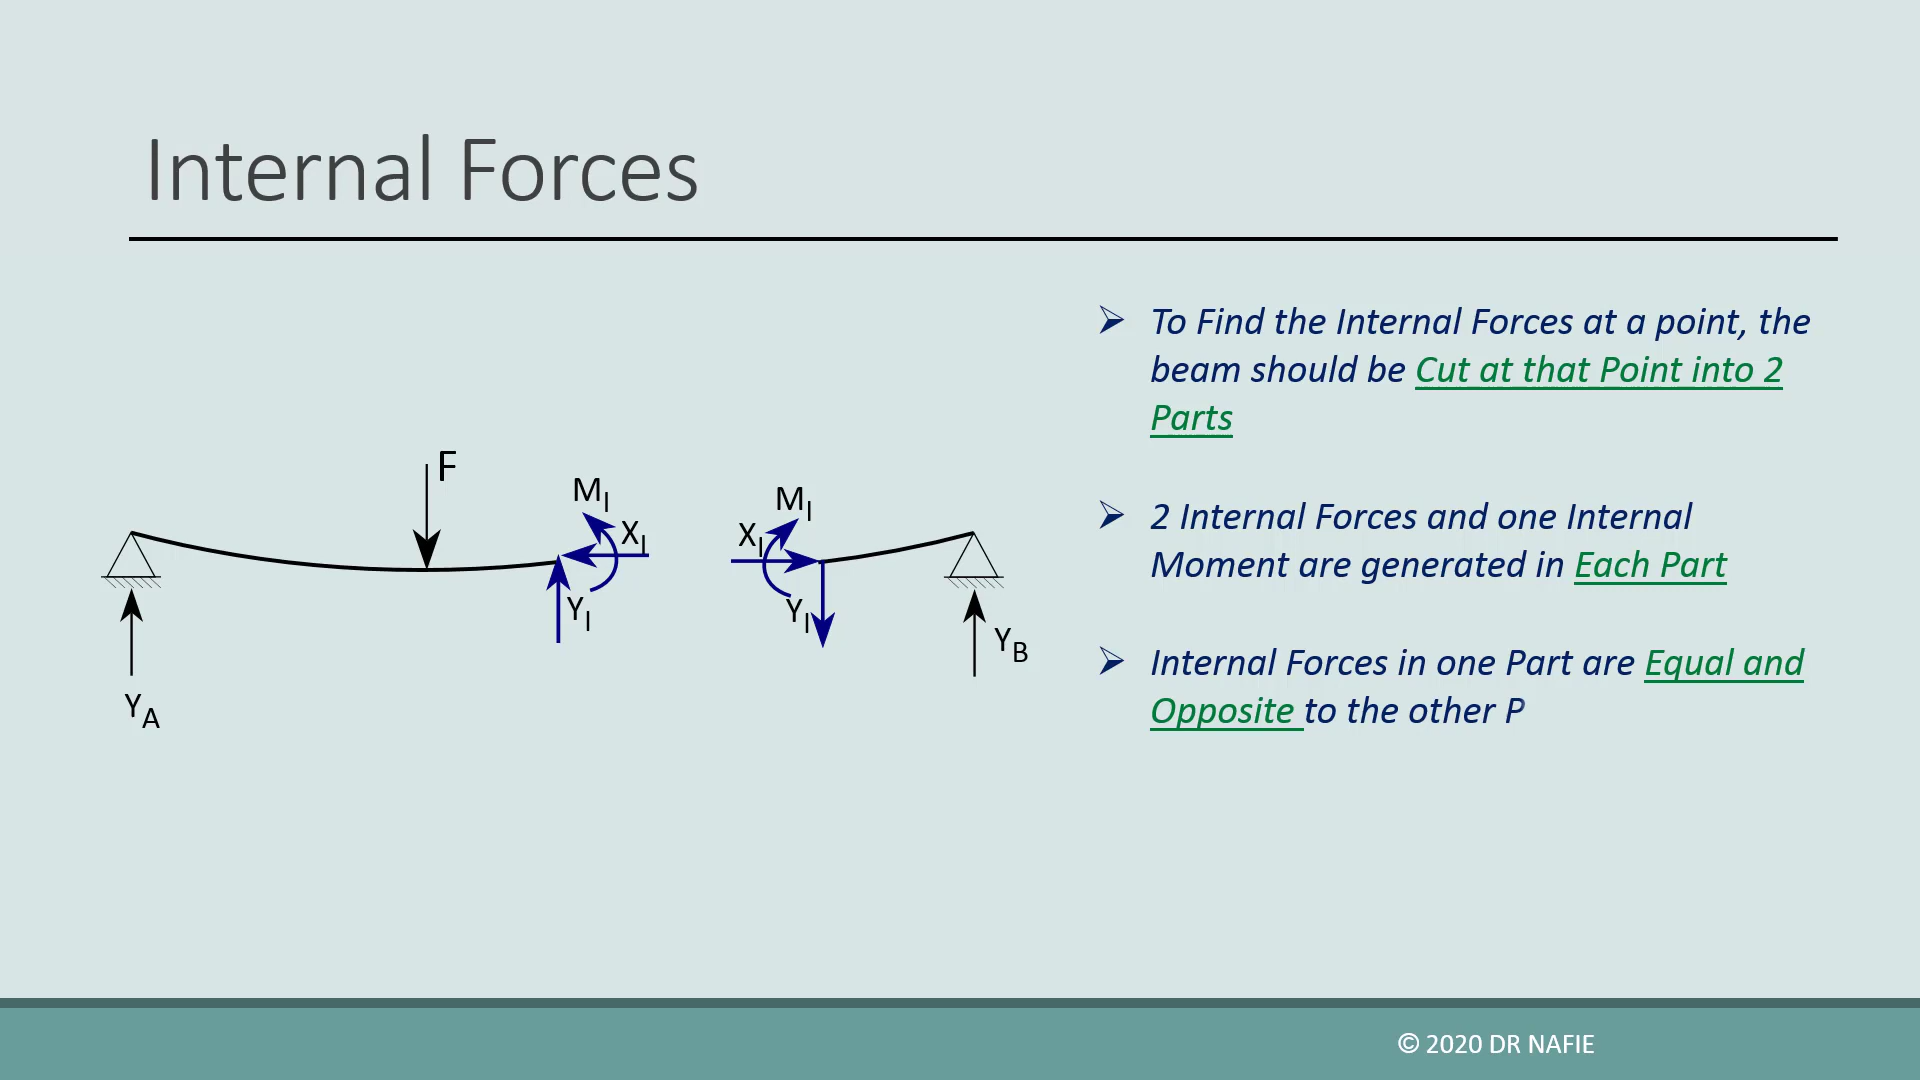 Internal Forces
To Find the Internal Forces at a point, the
beam should be Cut at that Point into 2
Parts
2 Internal Forces and one Internal
Moment are generated in Each Part
Internal Forces in one Part are Equal and
Opposite to the other P
F
MI
XI
YI
YA
MI
XI
YI
YB
© 2020 DR NAFIE